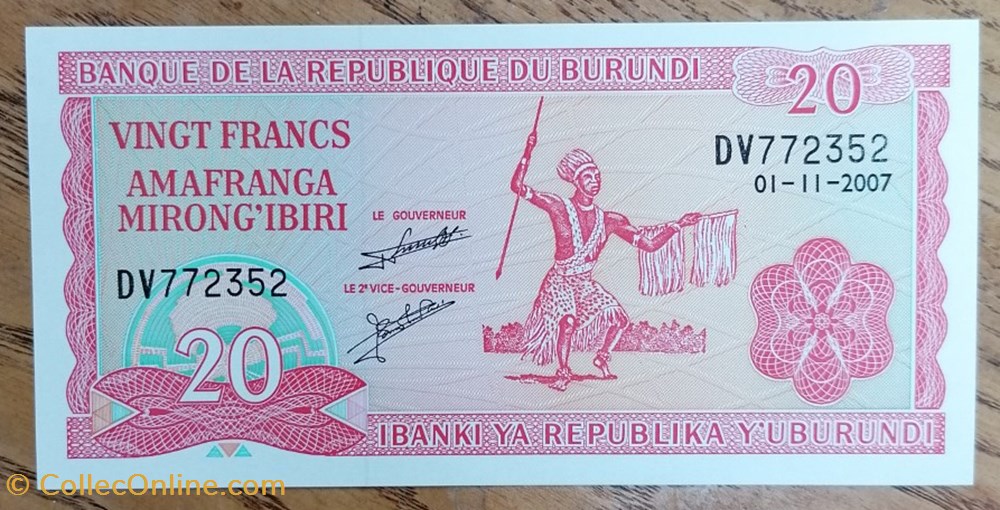 BANQUE DE LA REPUBLIQUE DU BURUNDI
20
VINGT FRANCS
AMAFRANGA
MIRONG'IBIRI
DV772352
01-11-2007
LE GOUVERNEUR
LE 2e VICE-GOUVERNEUR
DV772352
20
IBANKI YA REPUBLIKA Y'UBURUNDI
© CollecOnline.com